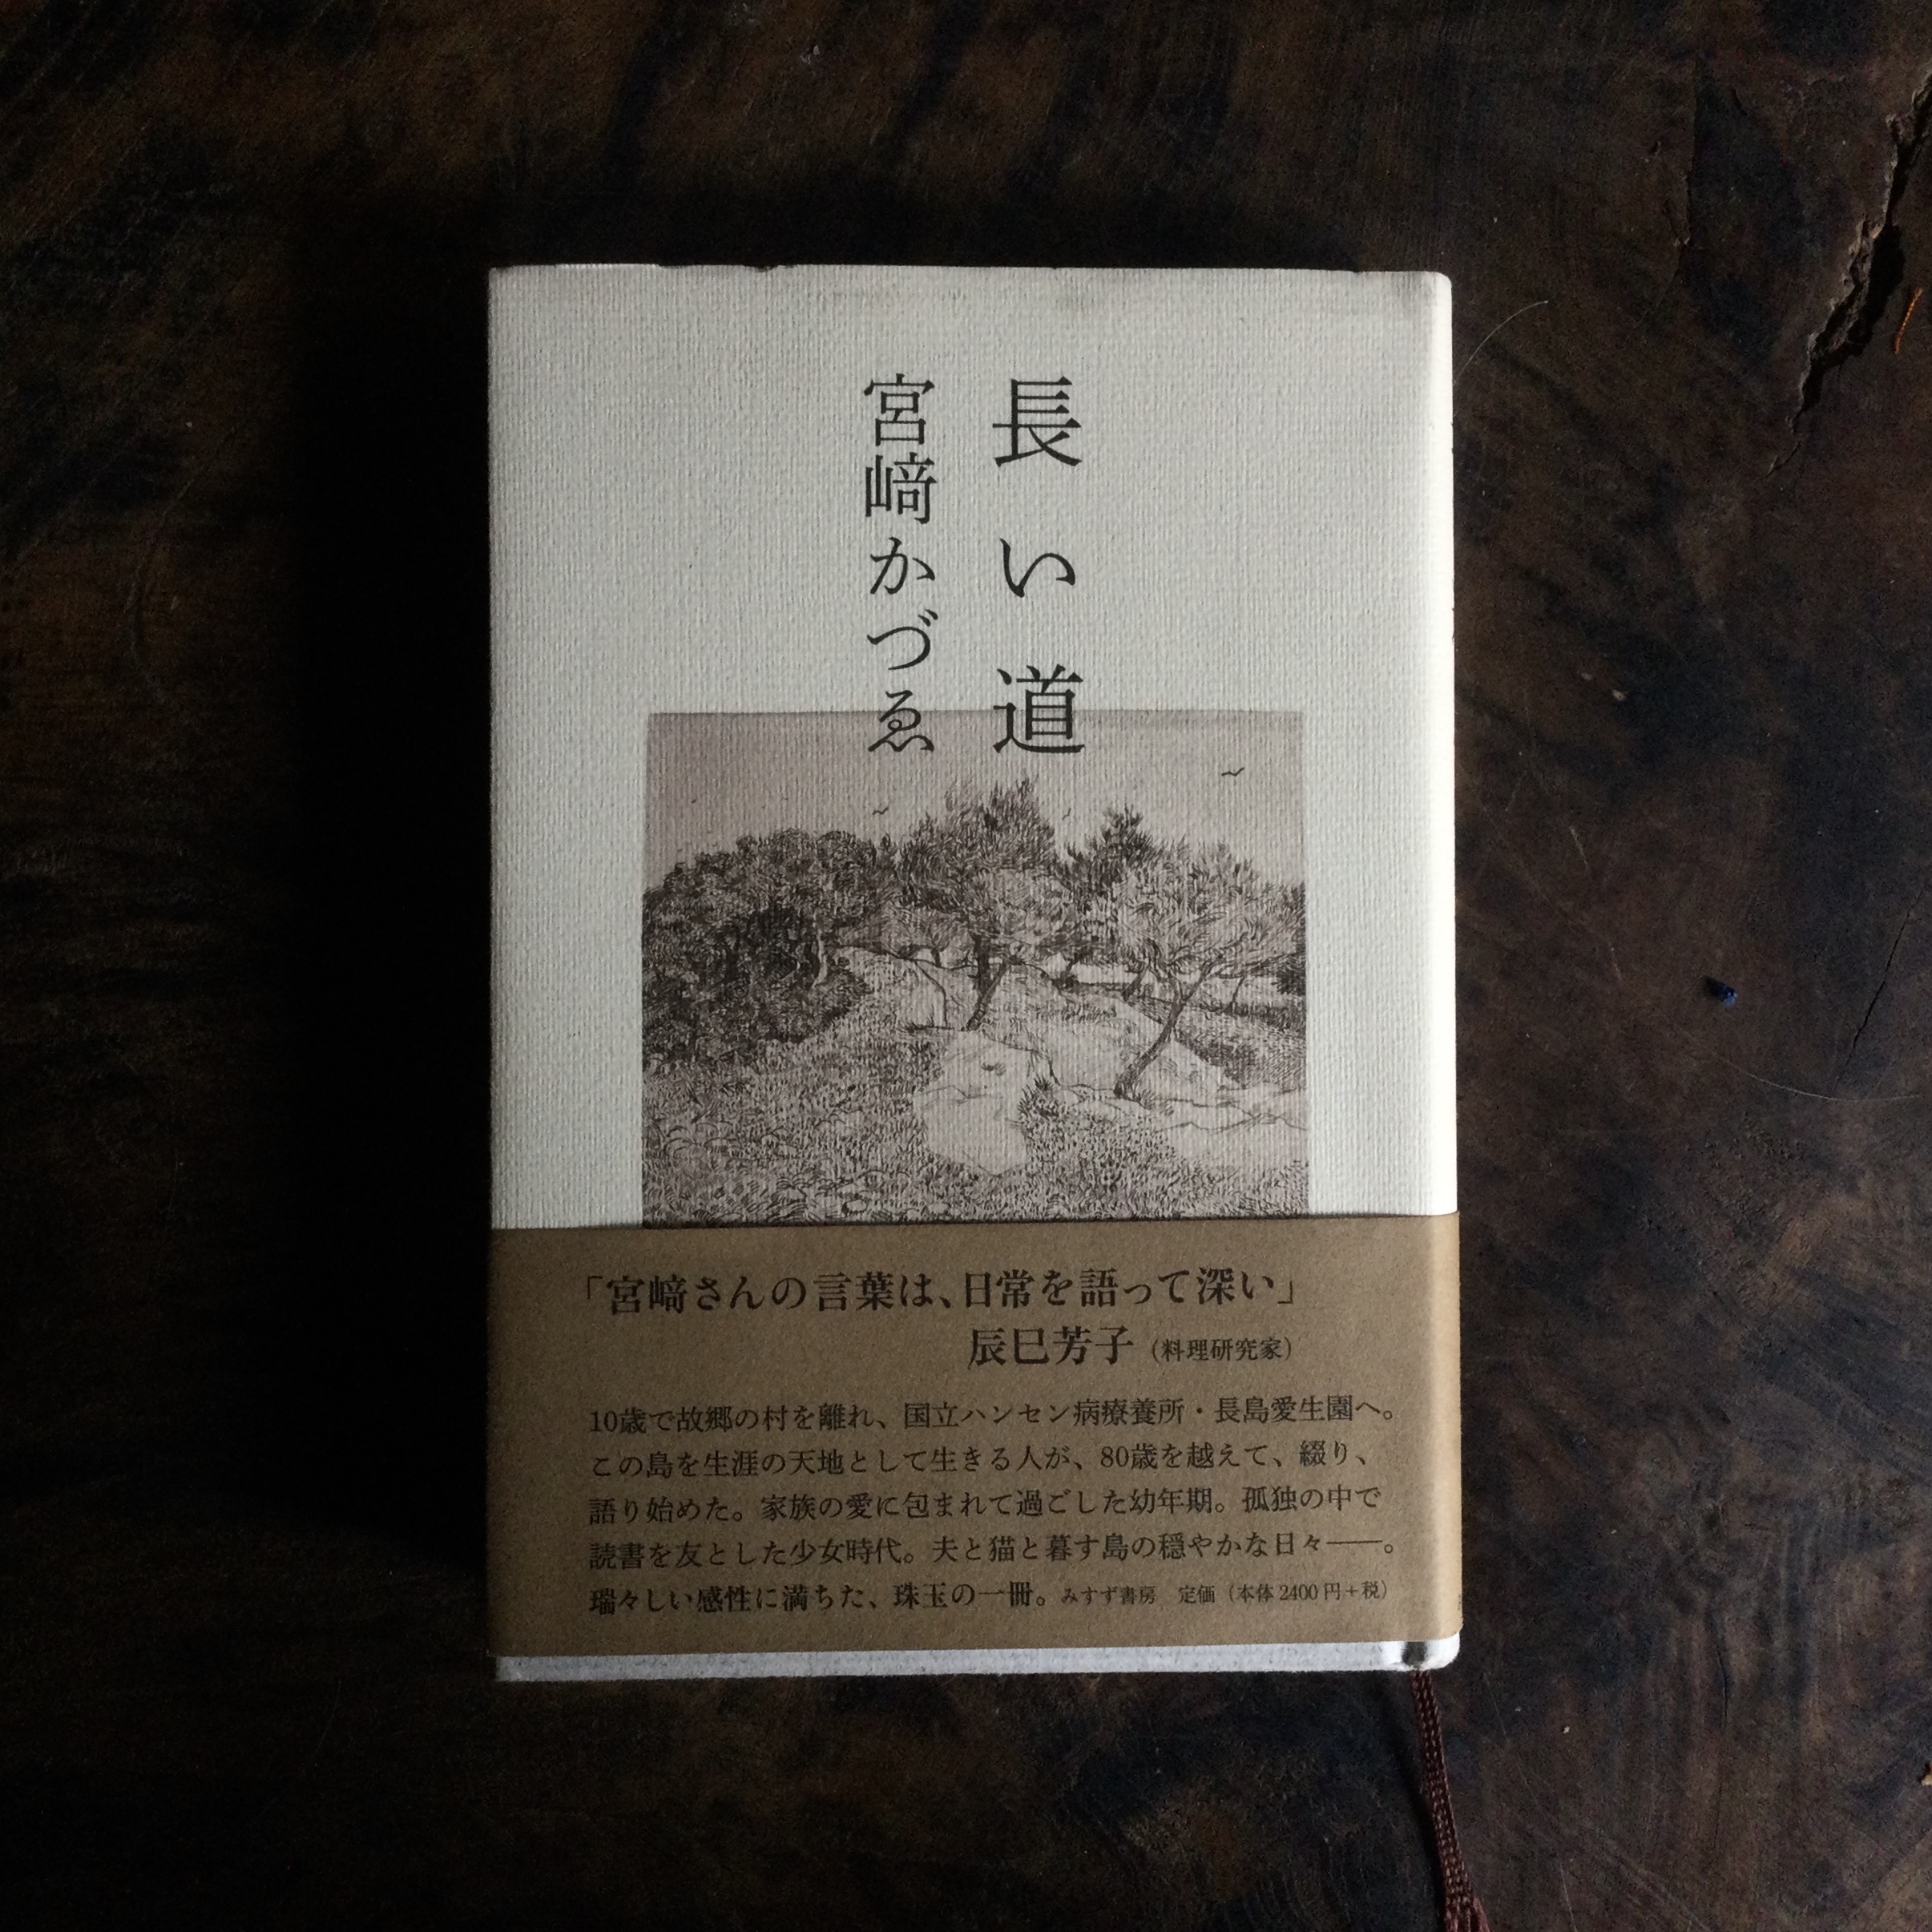 長い道
宮﨑かづゑ
「宮﨑さんの言葉は、日常を語って深い」
辰巳芳子（料理研究家）
10歳で故郷の村を離れ、国立ハンセン病療養所・長島愛生園へ。
この島を生涯の天地として生きる人が、80歳を越えて、綴り、
語り始めた。家族の愛に包まれて過ごした幼年期。孤独の中で
読書を友とした少女時代。夫と猫と暮す島の穏やかな日々──。
瑞々しい感性に満ちた、珠玉の一冊。みすず書房　定価（本体2400円＋税）